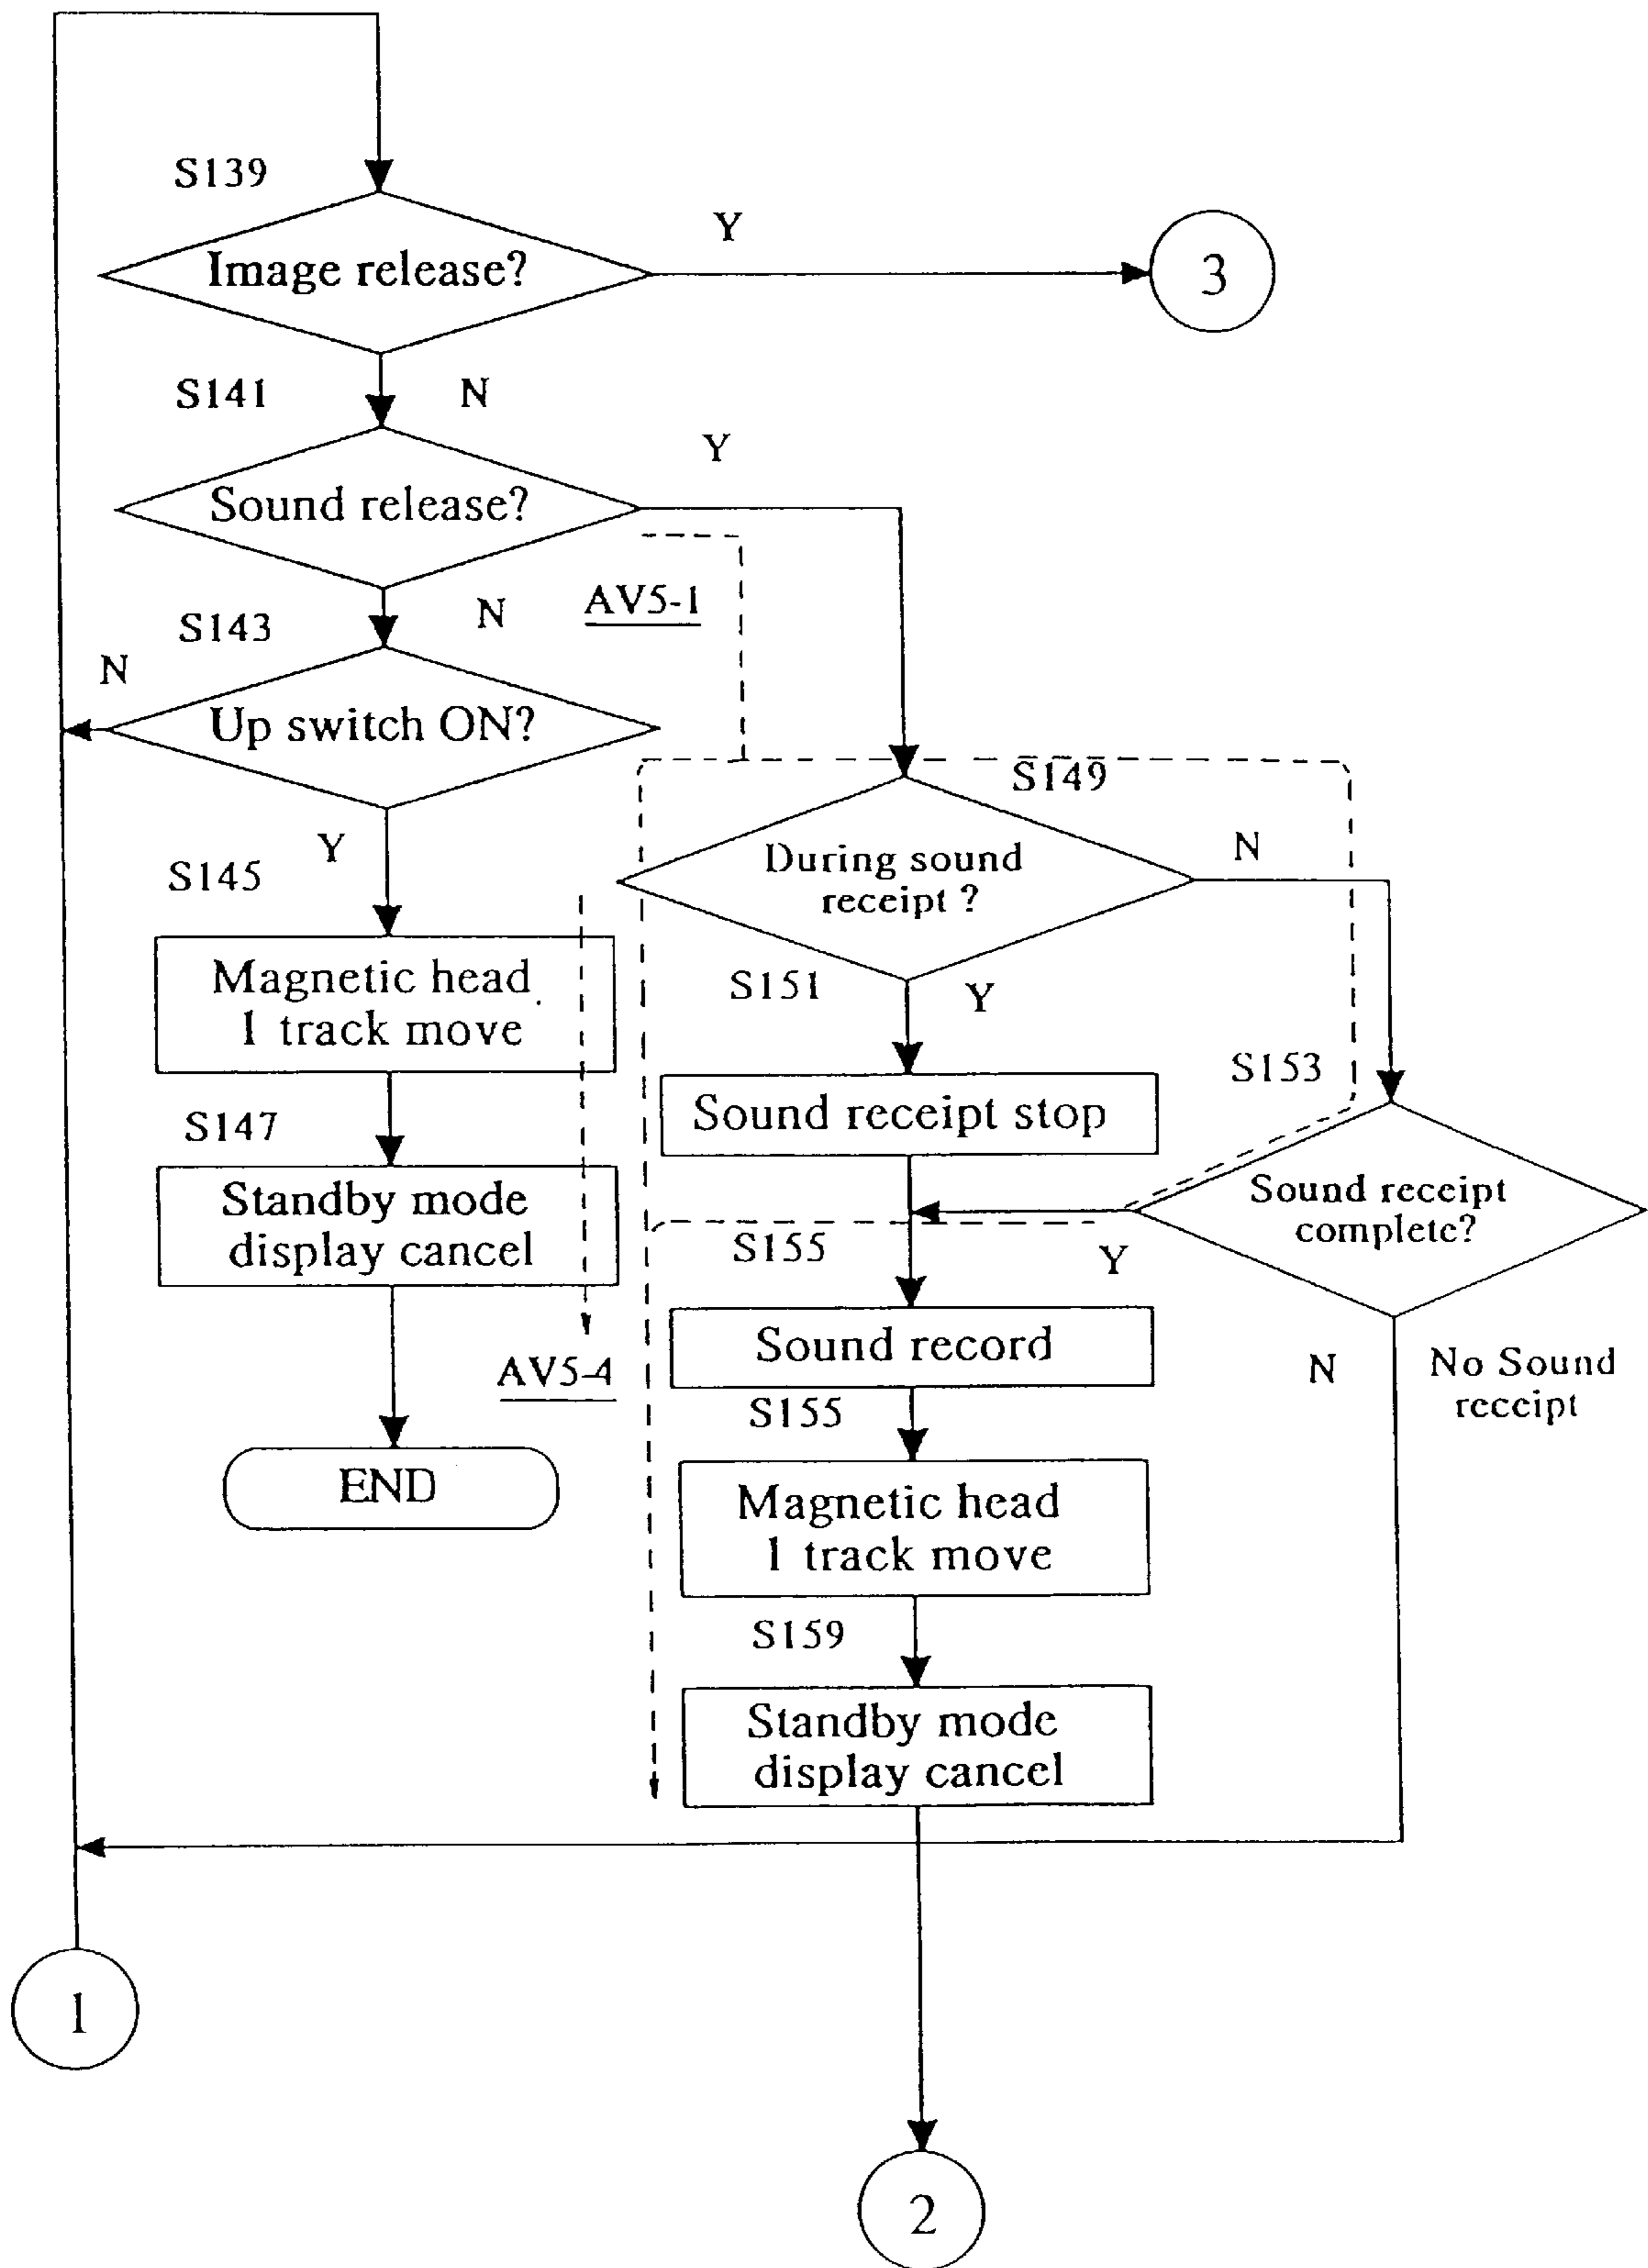 S139
Y
Image release?
3
S141
N
Y
Sound release?
S143
N
AV5-1
N
Up switch ON?
S149
Y
During sound
receipt ?
N
S145
Magnetic head
1 track move
S151
Y
S153
Sound receipt stop
S147
Standby mode
display cancel
Sound receipt
complete?
S155
Y
Sound record
AV5-4
N
No Sound
receipt
S155
END
Magnetic head
1 track move
S159
Standby mode
display cancel
1
2